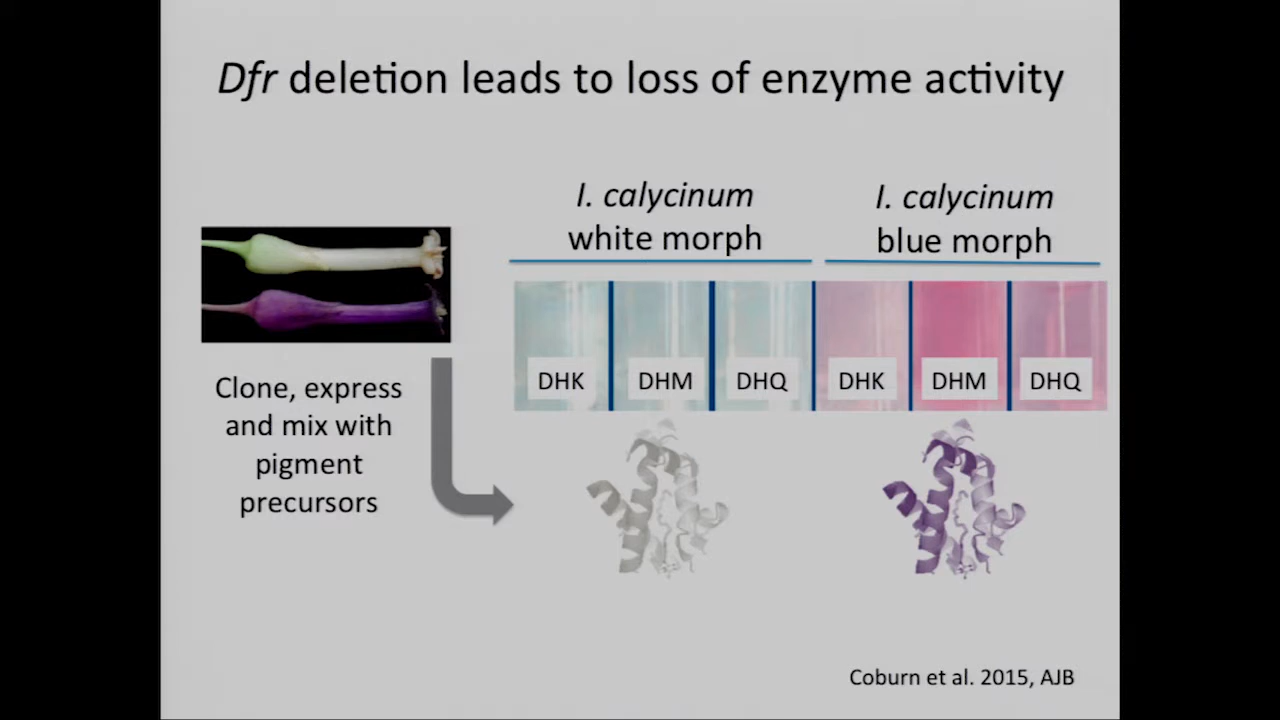 Dfr deletion leads to loss of enzyme activity
I. calycinum
white morph
I. calycinum
blue morph
DHK
DHM
DHQ
DHK
DHM
DHQ
Clone, express
and mix with
pigment
precursors
Coburn et al. 2015, AJB